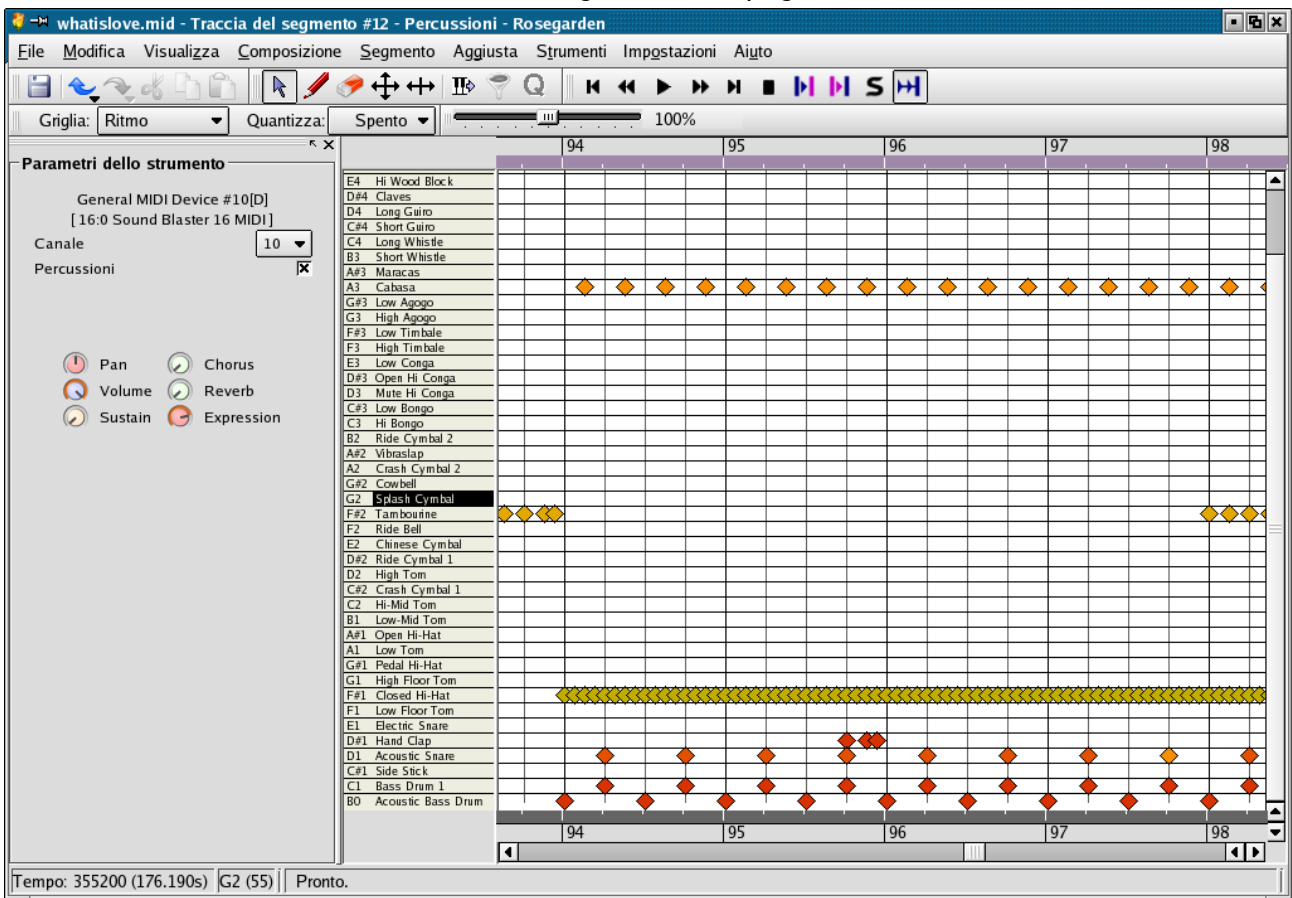 whatislove.mid - Traccia del segmento #12 - Percussioni - Rosegarden
File Modifica Visualizza Composizione Segmento Aggiusta Strumenti Impostazioni Aiuto
Griglia: Ritmo Quantizza: Spento 100%
Parametri dello strumento
General MIDI Device #10[D]
[ 16:0 Sound Blaster 16 MIDI ]
Canale 10
Percussioni
Pan Chorus
Volume Reverb
Sustain Expression
94 95 96 97 98
E4 Hi Wood Block
D#4 Claves
D4 Long Guiro
C#4 Short Guiro
C4 Long Whistle
B3 Short Whistle
A#3 Maracas
A3 Cabasa
G#3 Low Agogo
G3 High Agogo
F#3 Low Timbale
F3 High Timbale
E3 Low Conga
D#3 Open Hi Conga
D3 Mute Hi Conga
C#3 Low Bongo
C3 Hi Bongo
B2 Ride Cymbal 2
A#2 Vibraslap
A2 Crash Cymbal 2
G#2 Cowbell
G2 Splash Cymbal
F#2 Tambourine
F2 Ride Bell
E2 Chinese Cymbal
D#2 Ride Cymbal 1
D2 High Tom
C#2 Crash Cymbal 1
C2 Hi-Mid Tom
B1 Low-Mid Tom
A#1 Open Hi-Hat
A1 Low Tom
G#1 Pedal Hi-Hat
G1 High Floor Tom
F#1 Closed Hi-Hat
F1 Low Floor Tom
E1 Electric Snare
D#1 Hand Clap
D1 Acoustic Snare
C#1 Side Stick
C1 Bass Drum 1
B0 Acoustic Bass Drum
94 95 96 97 98
Tempo: 355200 (176.190s) G2 (55) Pronto.